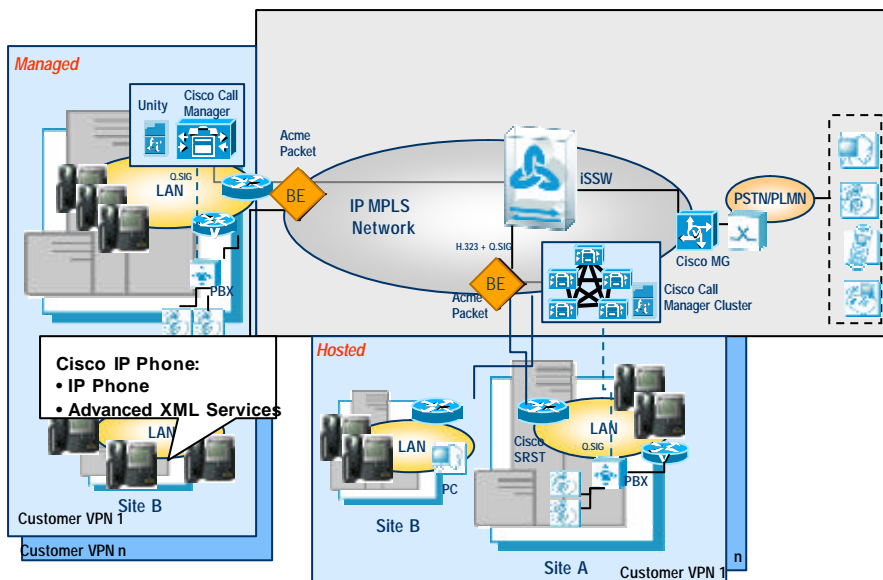 Managed
Unity
Cisco Call
Manager
Q.SIG
LAN
PBX
Acme
Packet
BE
IP MPLS
Network
iSSW
H.323 + Q.SIG
BE
Acme
Packet
Cisco Call
Manager Cluster
Cisco MG
PSTN/PLMN
Cisco IP Phone:
• IP Phone
• Advanced XML Services
LAN
Site B
Customer VPN 1
Customer VPN n
Hosted
LAN
PC
Site B
Cisco
SRST
LAN
Q.SIG
PBX
V
Site A
Customer VPN 1
n